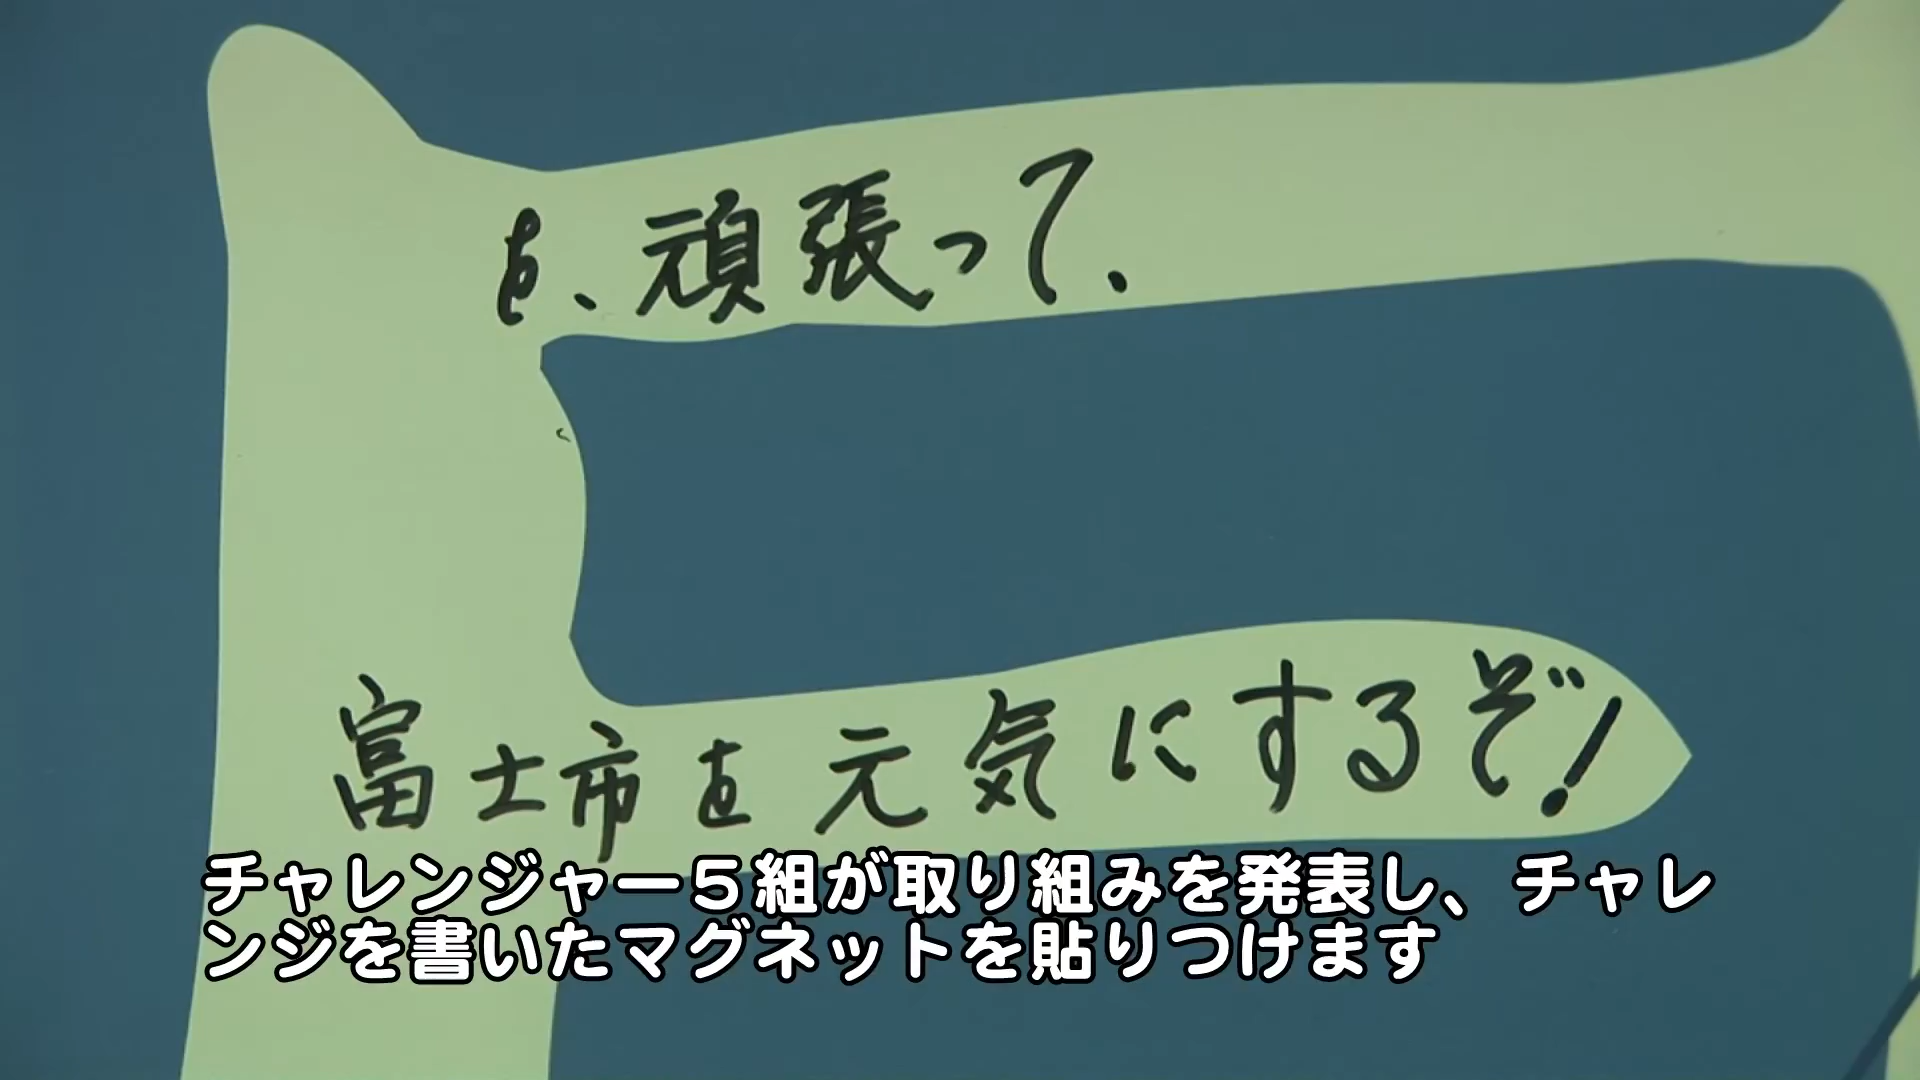 を、頑張って、
富士市を元気にするぞ!
チャレンジャー５組が取り組みを発表し、チャレ
ンジを書いたマグネットを貼りつけます